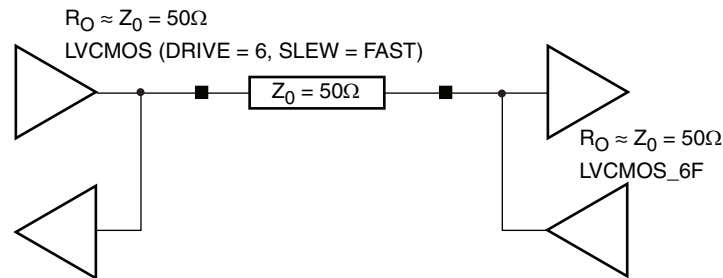 R_O ≈ Z_0 = 50Ω
LVCMOS (DRIVE = 6, SLEW = FAST)
Z_0 = 50Ω
R_O ≈ Z_0 = 50Ω
LVCMOS_6F